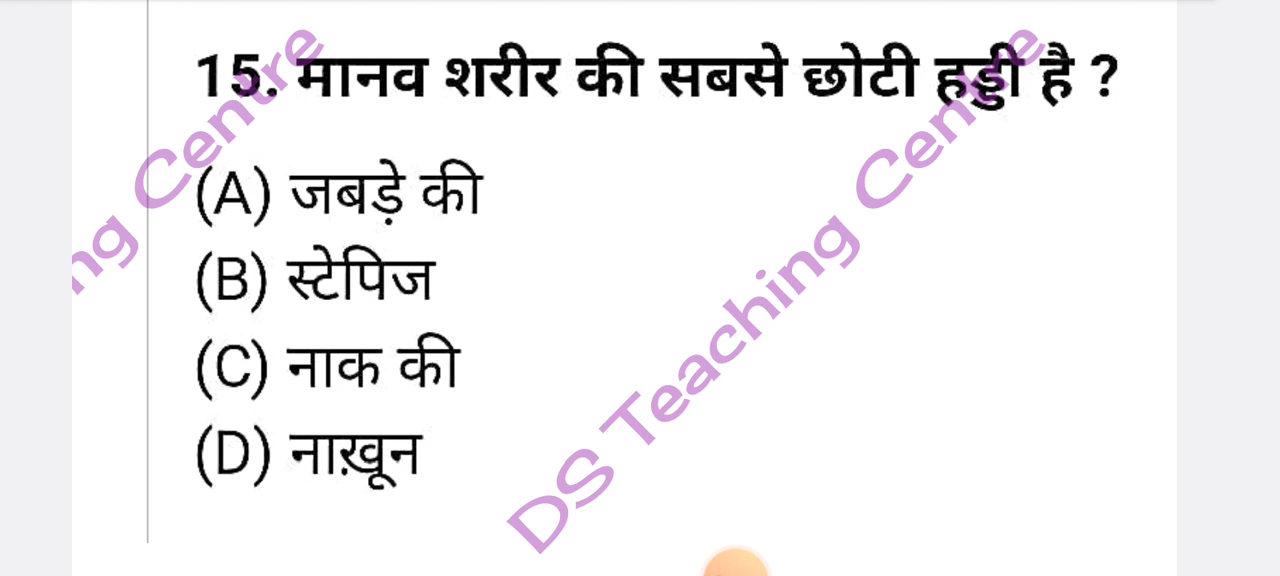 15. मानव शरीर की सबसे छोटी हड्डी है ?
(A) जबड़े की
(B) स्टेपिज
(C) नाक की
(D) नाख़ून
ng Centre
DS Teaching Centre